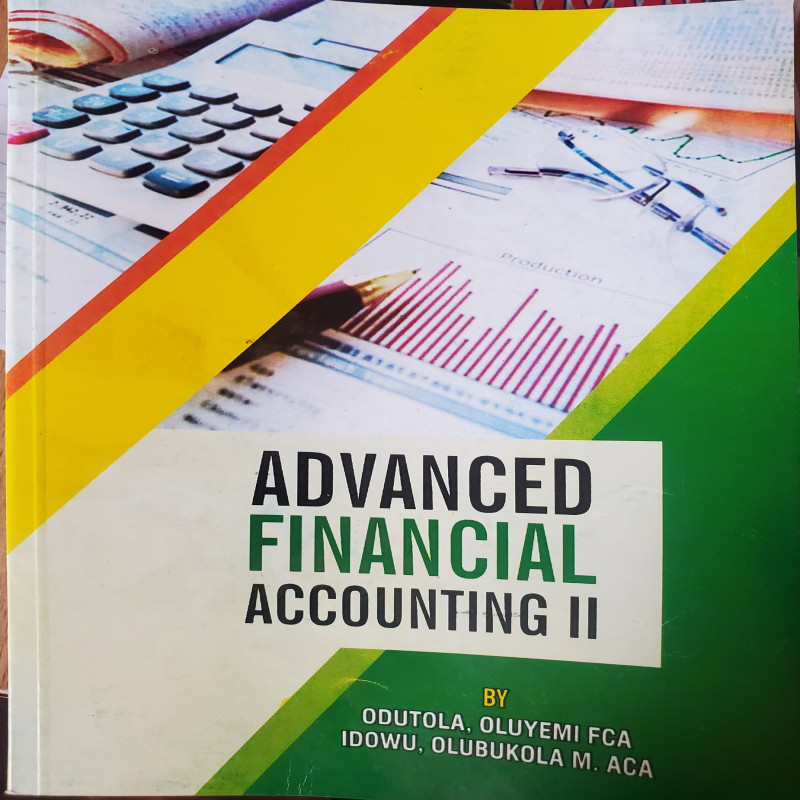 Production
ADVANCED
FINANCIAL
ACCOUNTING II
BY
ODUTOLA, OLUYEMI FCA
IDOWU, OLUBUKOLA M. ACA